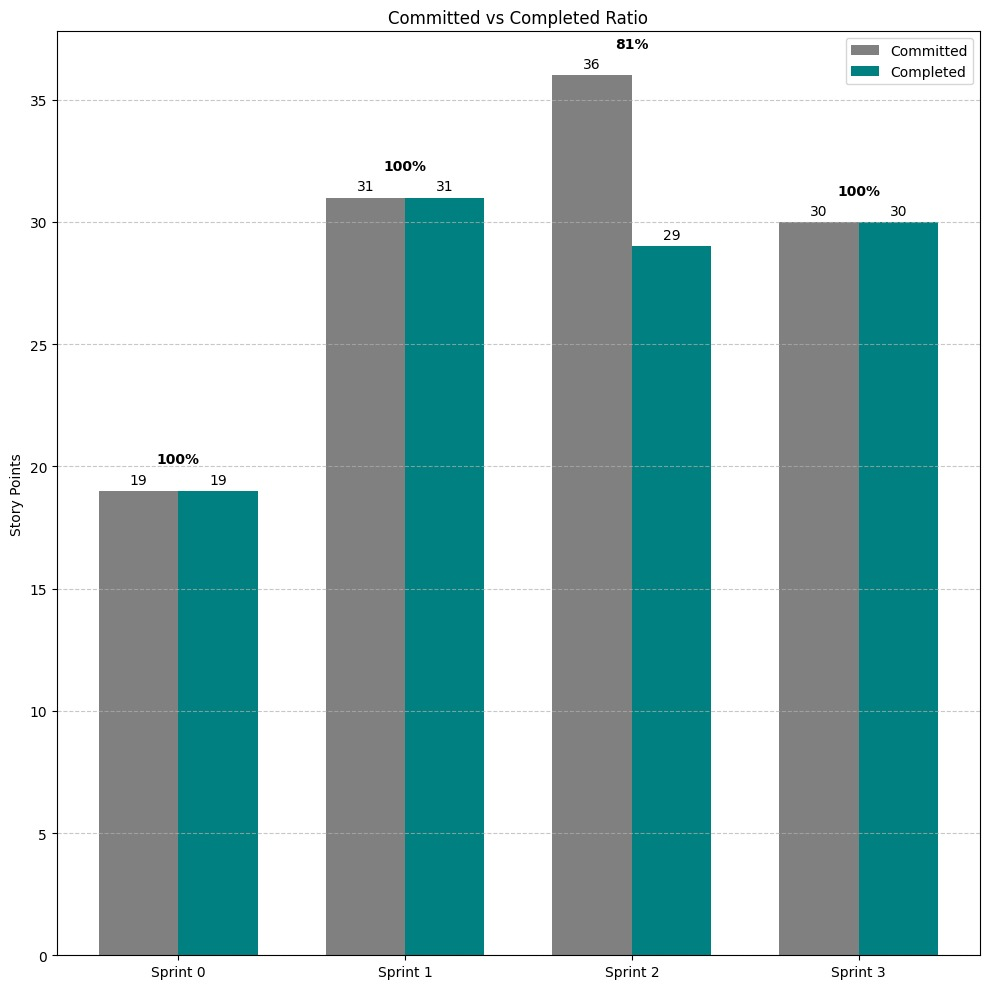 Committed vs Completed Ratio
Committed
Completed
Story Points
35
30
25
20
15
10
5
0
100%
19
19
100%
31
31
81%
36
29
100%
30
30
Sprint 0
Sprint 1
Sprint 2
Sprint 3